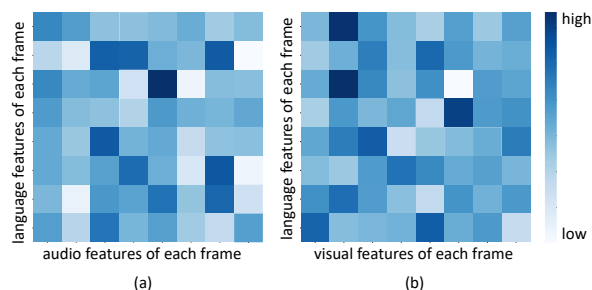 language features of each frame
audio features of each frame
(a)
language features of each frame
visual features of each frame
(b)
high
low